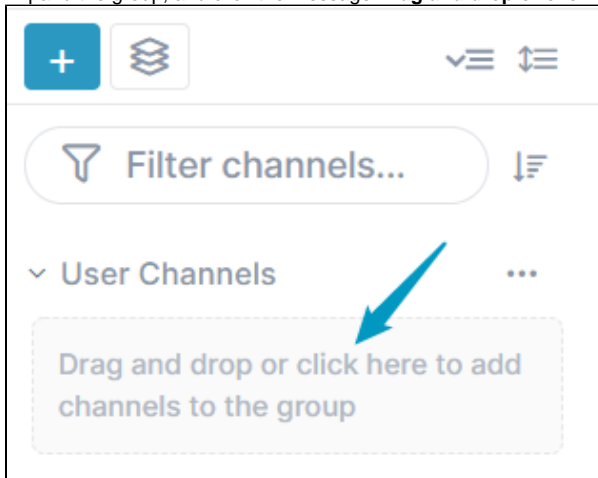 +
Filter channels...
User Channels
...
Drag and drop or click here to add
channels to the group